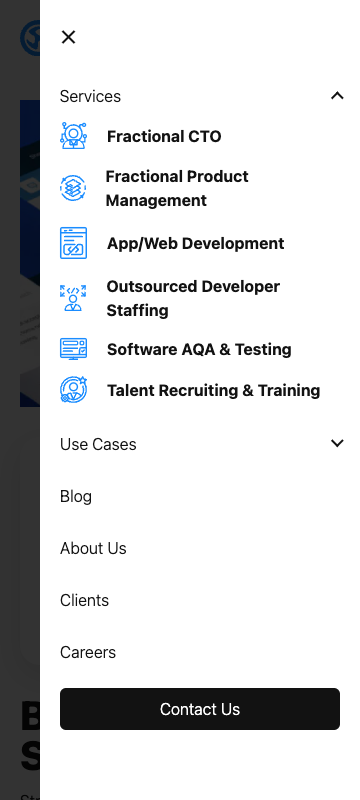 Services
Fractional CTO
Fractional Product
Management
App/Web Development
Outsourced Developer
Staffing
Software AQA & Testing
Talent Recruiting & Training
Use Cases
Blog
About Us
Clients
Careers
Contact Us